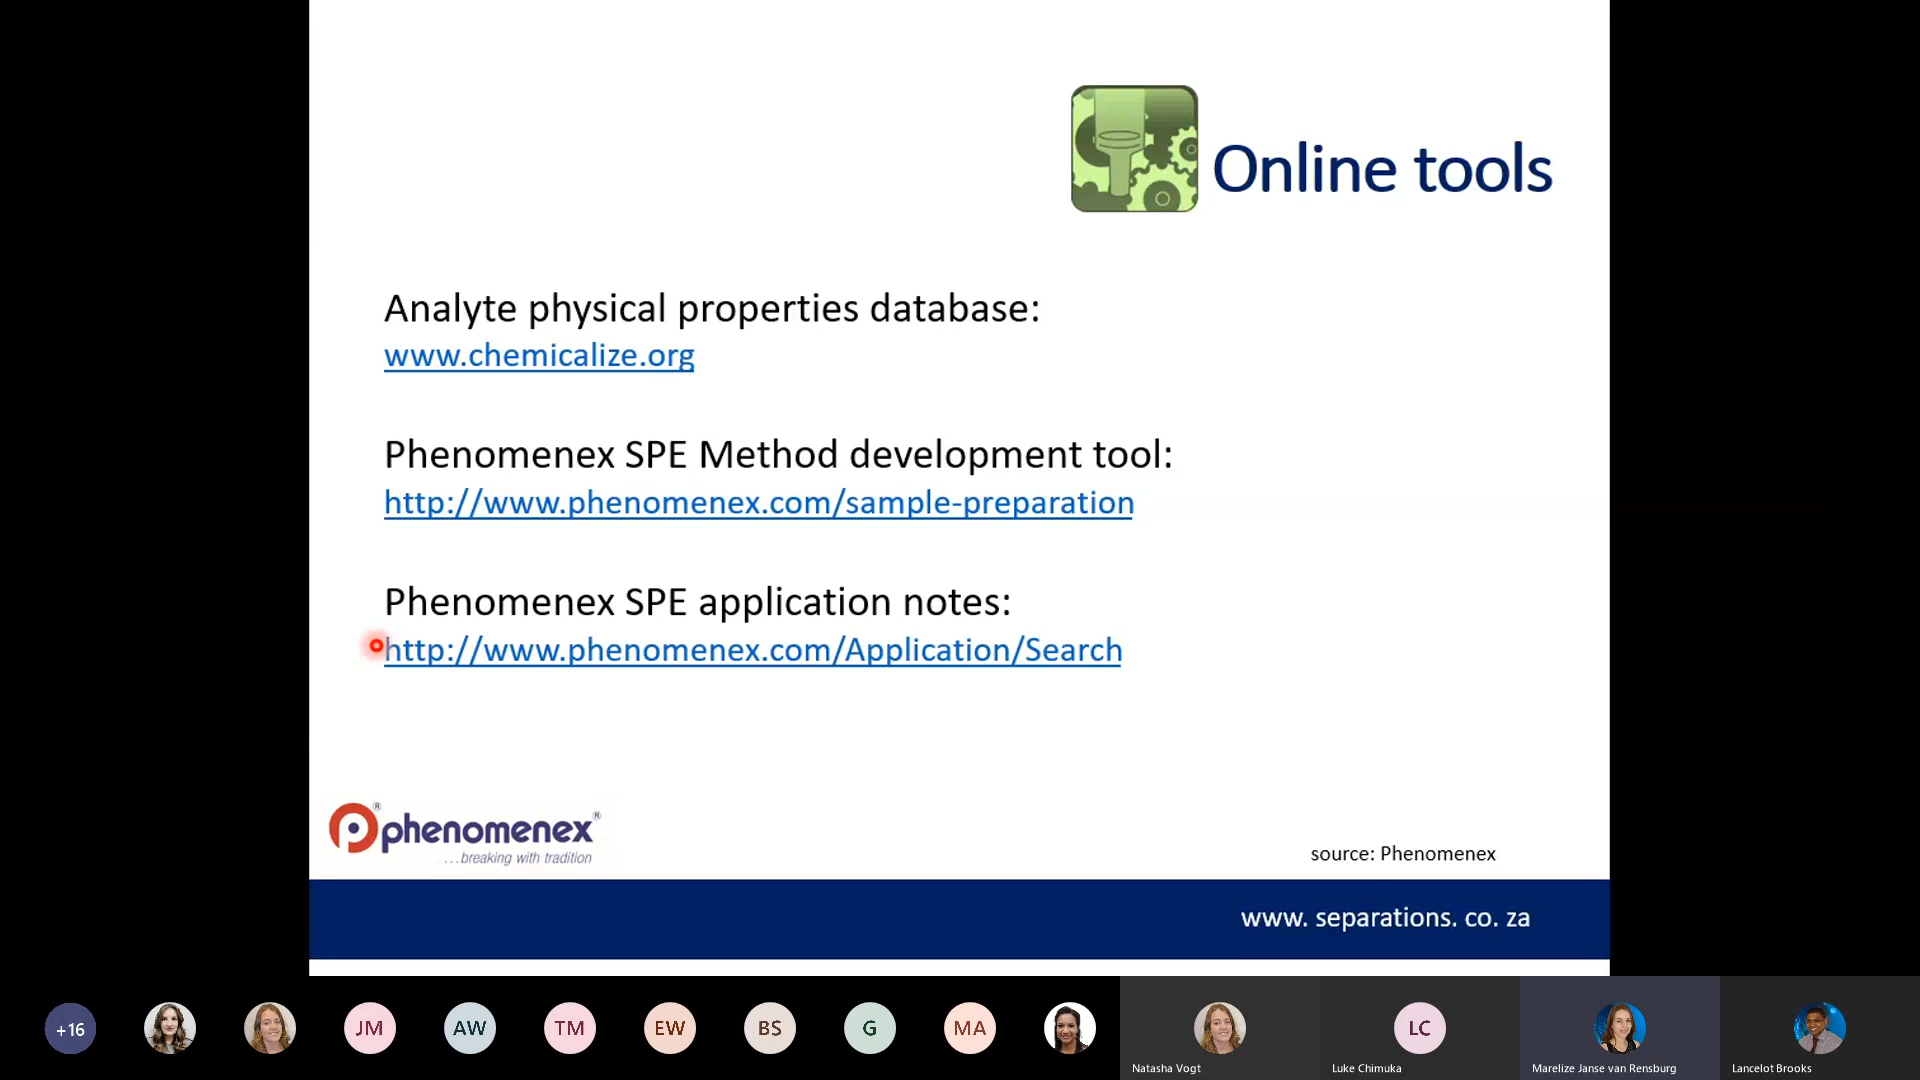 Online tools
Analyte physical properties database:
www.chemicalize.org
Phenomenex SPE Method development tool:
http://www.phenomenex.com/sample-preparation
Phenomenex SPE application notes:
http://www.phenomenex.com/Application/Search
phenomenex®
...breaking with tradition
source: Phenomenex
www. separations. co. za
+16
JM
AW
TM
EW
BS
G
MA
LC
Natasha Vogt
Luke Chimuka
Marelize Janse van Rensburg
Lancelot Brooks